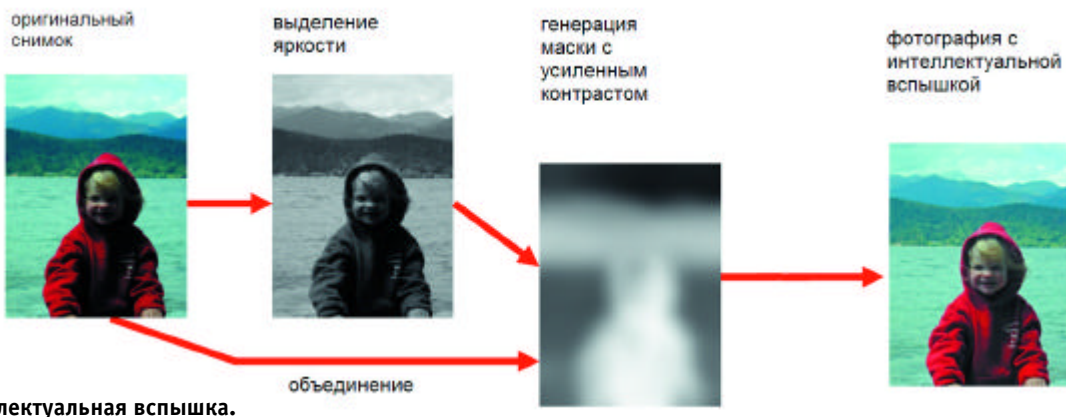 оригинальный
снимок
выделение
яркости
генерация
маски с
усиленным
контрастом
фотография с
интеллектуальной
вспышкой
объединение
лектуальная вспышка.